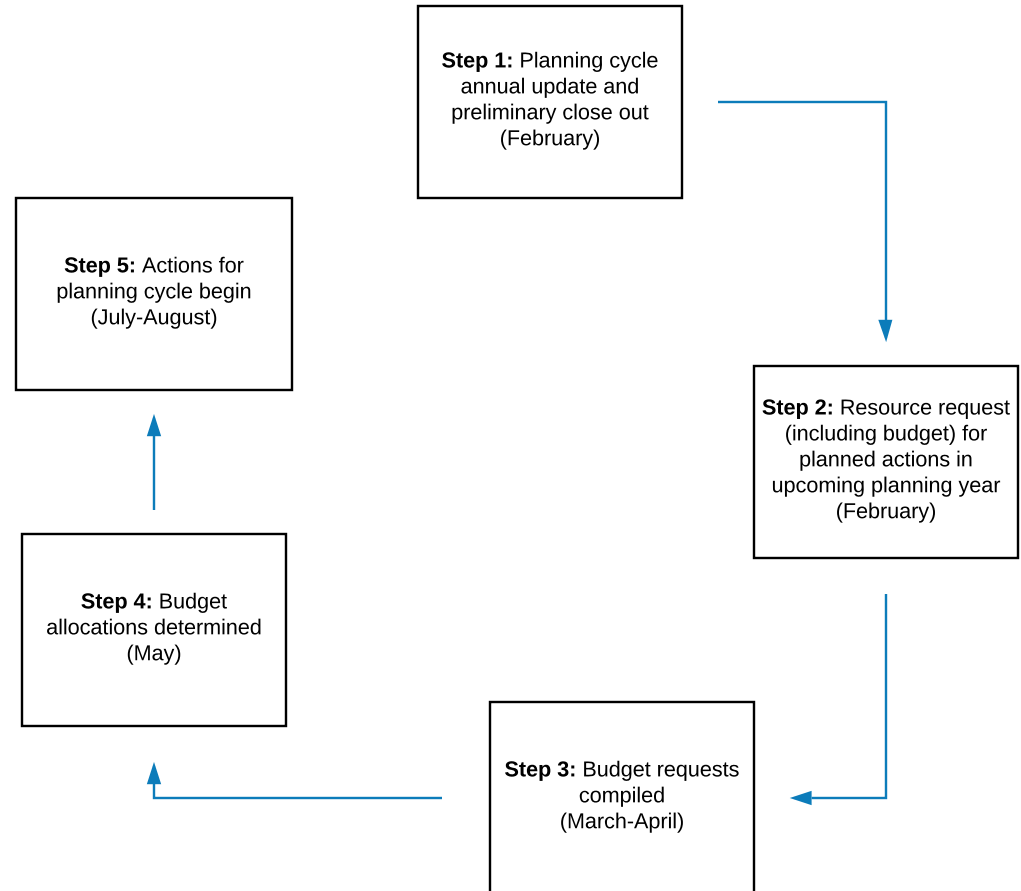 Step 1: Planning cycle
annual update and
preliminary close out
(February)
Step 2: Resource request
(including budget) for
planned actions in
upcoming planning year
(February)
Step 3: Budget requests
compiled
(March-April)
Step 4: Budget
allocations determined
(May)
Step 5: Actions for
planning cycle begin
(July-August)